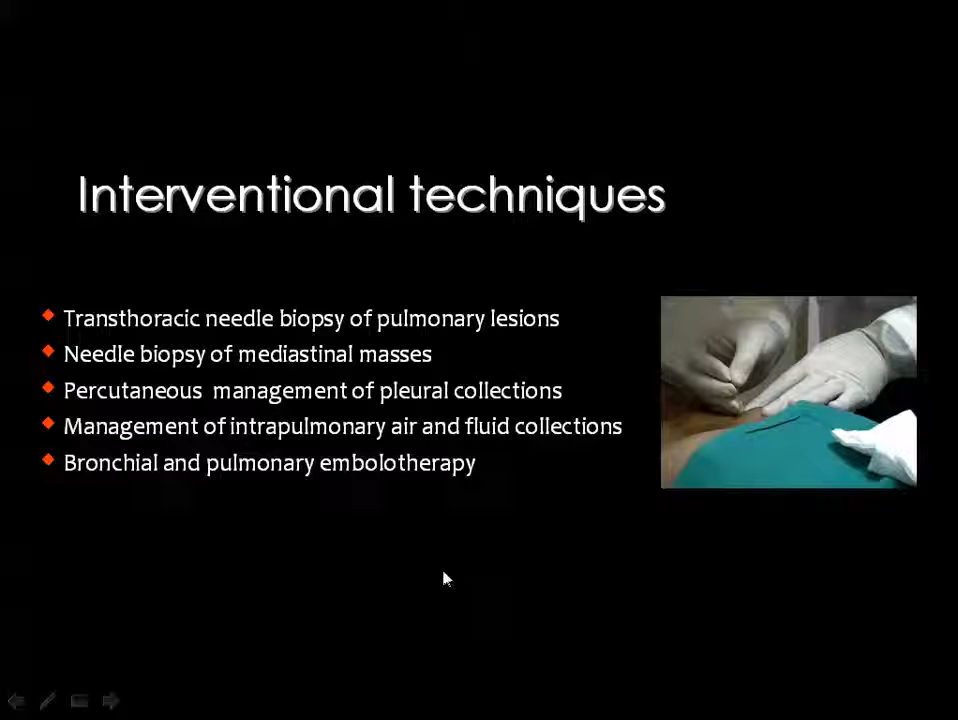 Interventional techniques
Transthoracic needle biopsy of pulmonary lesions
Needle biopsy of mediastinal masses
Percutaneous management of pleural collections
Management of intrapulmonary air and fluid collections
Bronchial and pulmonary embolotherapy